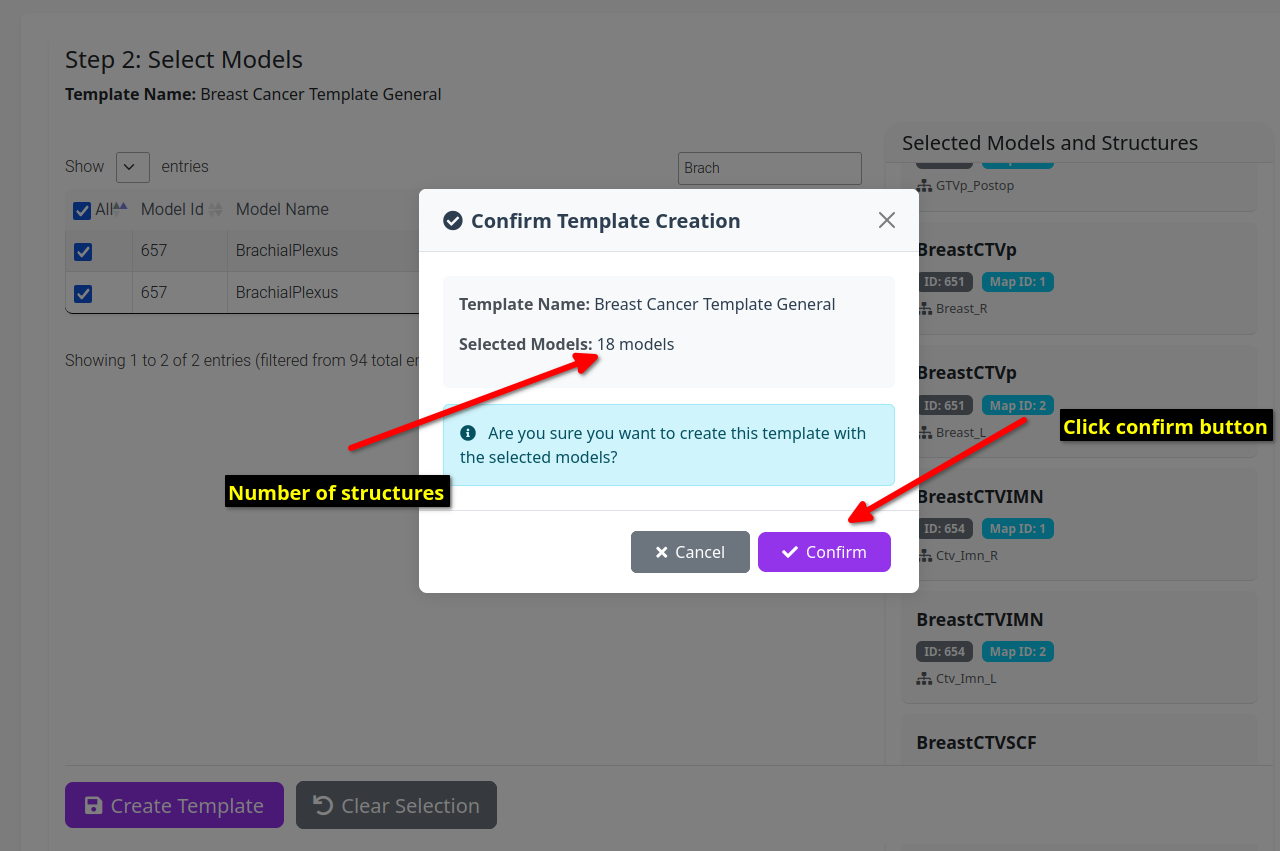 Step 2: Select Models
Template Name: Breast Cancer Template General
Show entries
Brach
All Model Id Model Name
657 BrachialPlexus
657 BrachialPlexus
Showing 1 to 2 of 2 entries (filtered from 94 total en
Selected Models and Structures
GTVp_Postop
BreastCTVp
ID: 651 Map ID: 1
Breast_R
BreastCTVp
ID: 651 Map ID: 2
Breast_L
BreastCTVIMN
ID: 654 Map ID: 1
Ctv_Imn_R
BreastCTVIMN
ID: 654 Map ID: 2
Ctv_Imn_L
BreastCTVSCF
Confirm Template Creation
Template Name: Breast Cancer Template General
Selected Models: 18 models
Are you sure you want to create this template with
the selected models?
Cancel Confirm
Number of structures
Click confirm button
Create Template Clear Selection